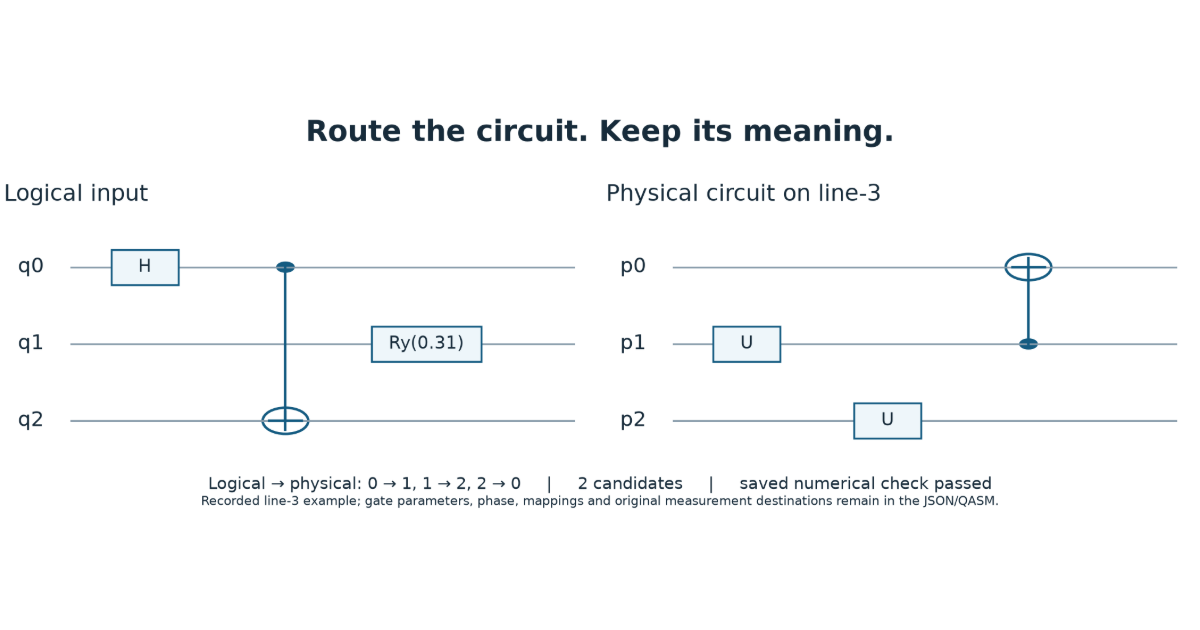 Route the circuit. Keep its meaning.
Logical input
Physical circuit on line-3
q0
H
q1
Ry(0.31)
q2
p0
p1
U
p2
U
Logical → physical: 0 → 1, 1 → 2, 2 → 0 | 2 candidates | saved numerical check passed
Recorded line-3 example; gate parameters, phase, mappings and original measurement destinations remain in the JSON/QASM.